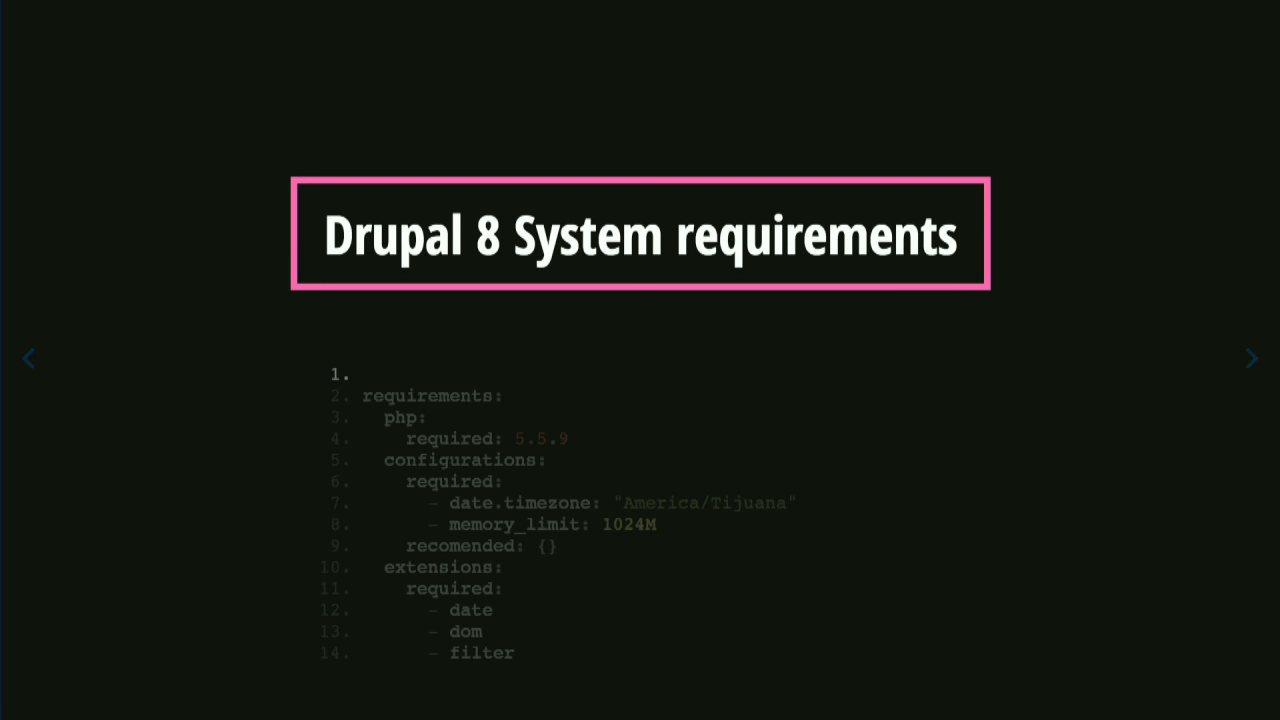 Drupal 8 System requirements
1.
2. requirements:
3. php:
4. required: 5.5.9
5. configurations:
6. required:
7. - date.timezone: "America/Tijuana"
8. - memory_limit: 1024M
9. recomended: {}
10. extensions:
11. required:
12. - date
13. - dom
14. - filter